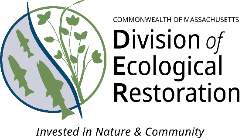 COMMONWEALTH OF MASSACHUSETTS
Division of
Ecological
Restoration
Invested in Nature & Community